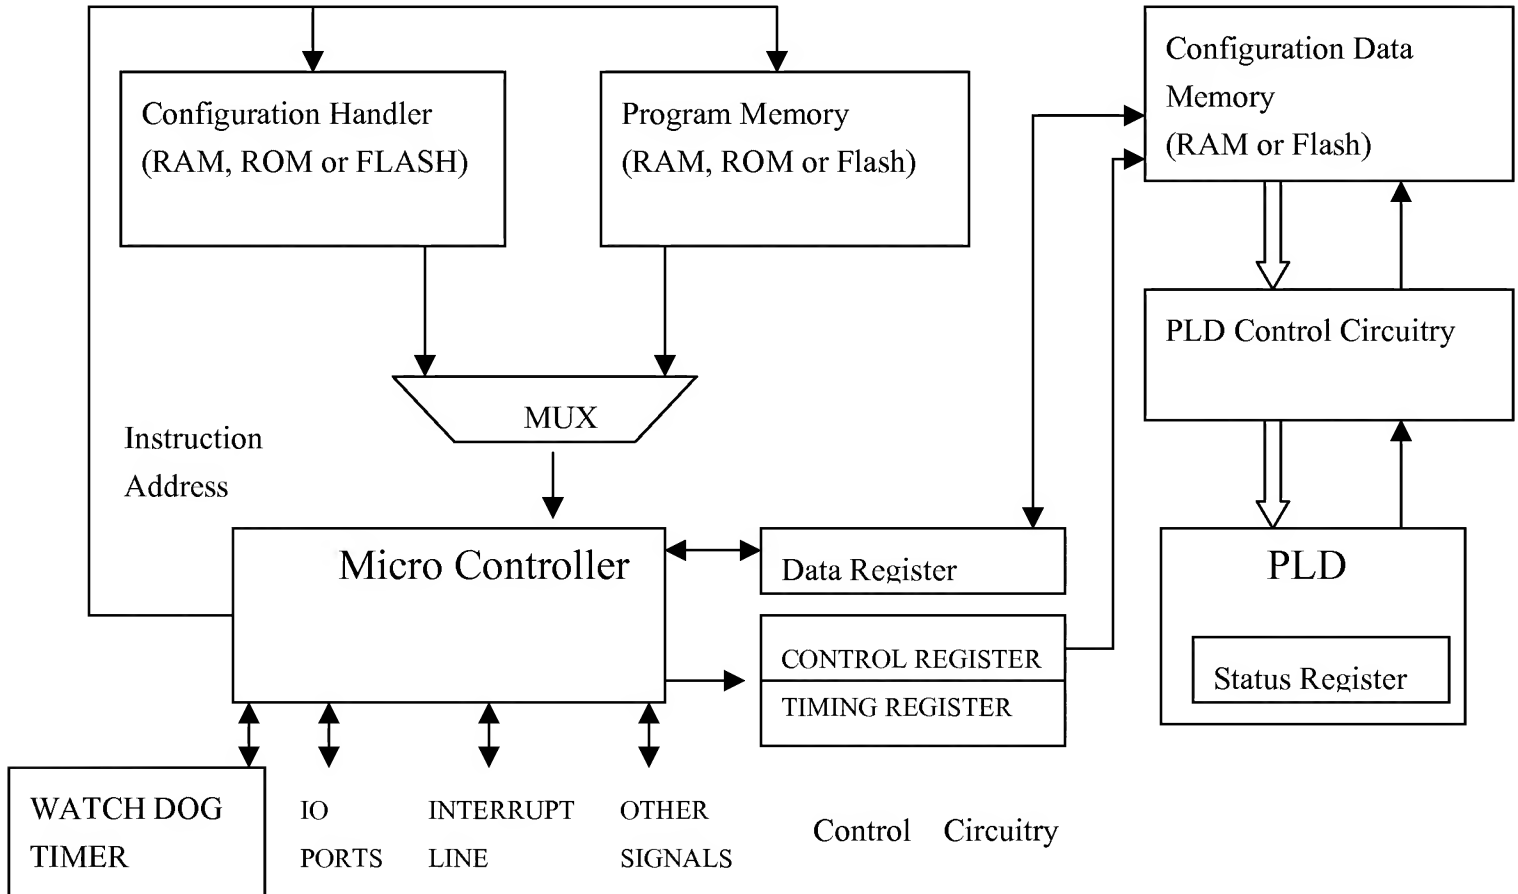 Configuration Handler
(RAM, ROM or FLASH)
Program Memory
(RAM, ROM or Flash)
Configuration Data
Memory
(RAM or Flash)
PLD Control Circuitry
MUX
Instruction
Address
Micro Controller
Data Register
CONTROL REGISTER
TIMING REGISTER
PLD
Status Register
WATCH DOG
TIMER
IO
PORTS
INTERRUPT
LINE
OTHER
SIGNALS
Control Circuitry